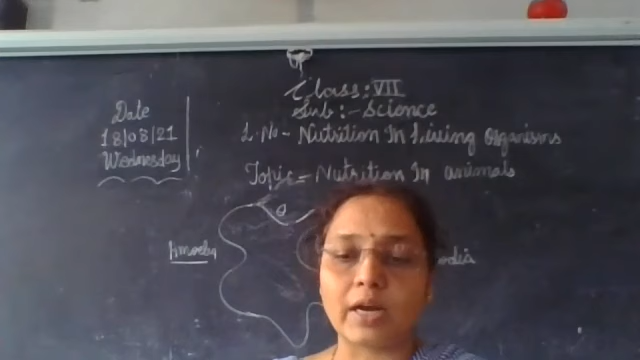 Date
18/08/21
Wednesday
Class: VII
Sub:- Science
L.No- Nutrition In Living Organisms
Topic- Nutrition In animals
Amoeba